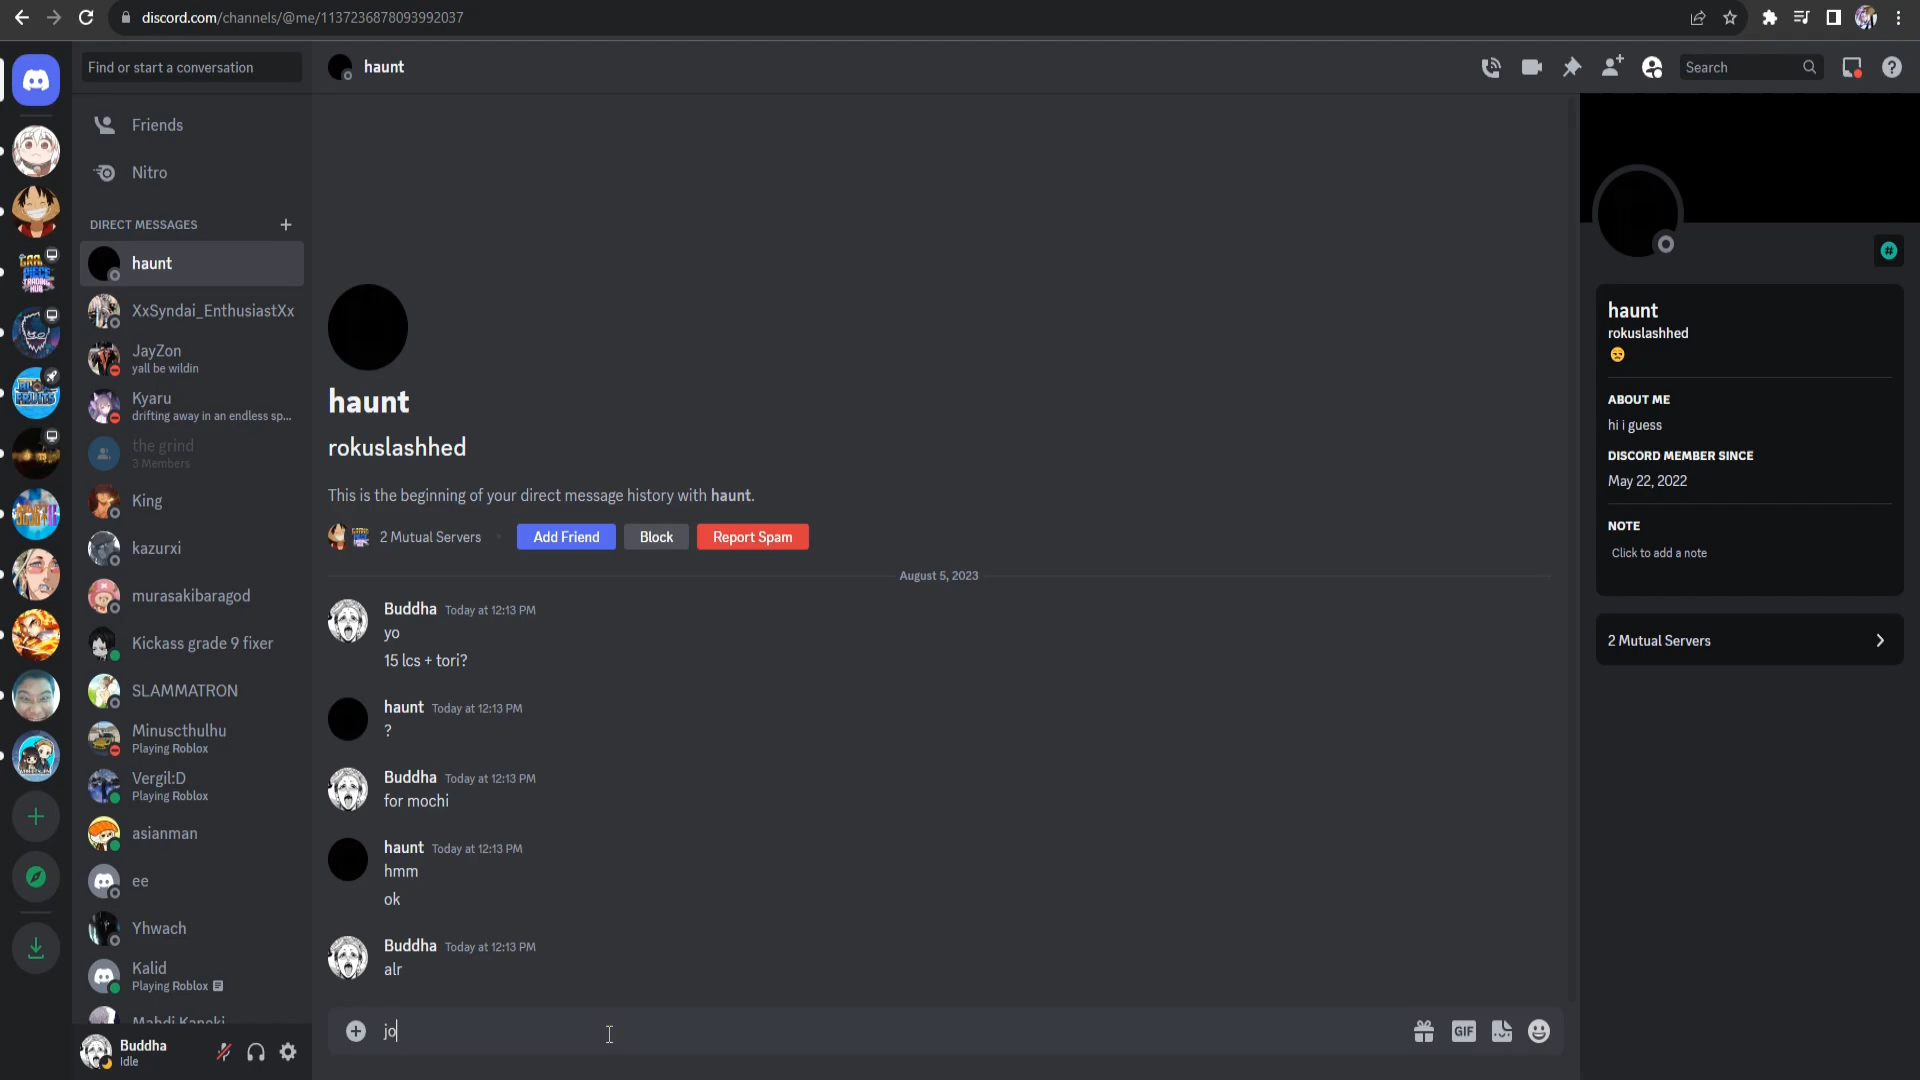 discord.com/channels/@me/1137236878093992037
Find or start a conversation
haunt
Search
Friends
Nitro
DIRECT MESSAGES
haunt
XxSyndai_EnthusiastXx
JayZon
yall be wildin
Kyaru
drifting away in an endless sp...
the grind
3 Members
King
kazurxi
murasakibaragod
Kickass grade 9 fixer
SLAMMATRON
Minuscthulhu
Playing Roblox
Vergil:D
Playing Roblox
asianman
ee
Yhwach
Kalid
Playing Roblox
Mahdi Kaneki
Buddha
Idle
haunt
rokuslashhed
This is the beginning of your direct message history with haunt.
2 Mutual Servers
Add Friend
Block
Report Spam
August 5, 2023
Buddha Today at 12:13 PM
yo
15 lcs + tori?
haunt Today at 12:13 PM
?
Buddha Today at 12:13 PM
for mochi
haunt Today at 12:13 PM
hmm
ok
Buddha Today at 12:13 PM
alr
jo
GIF
haunt
rokuslashhed
ABOUT ME
hi i guess
DISCORD MEMBER SINCE
May 22, 2022
NOTE
Click to add a note
2 Mutual Servers